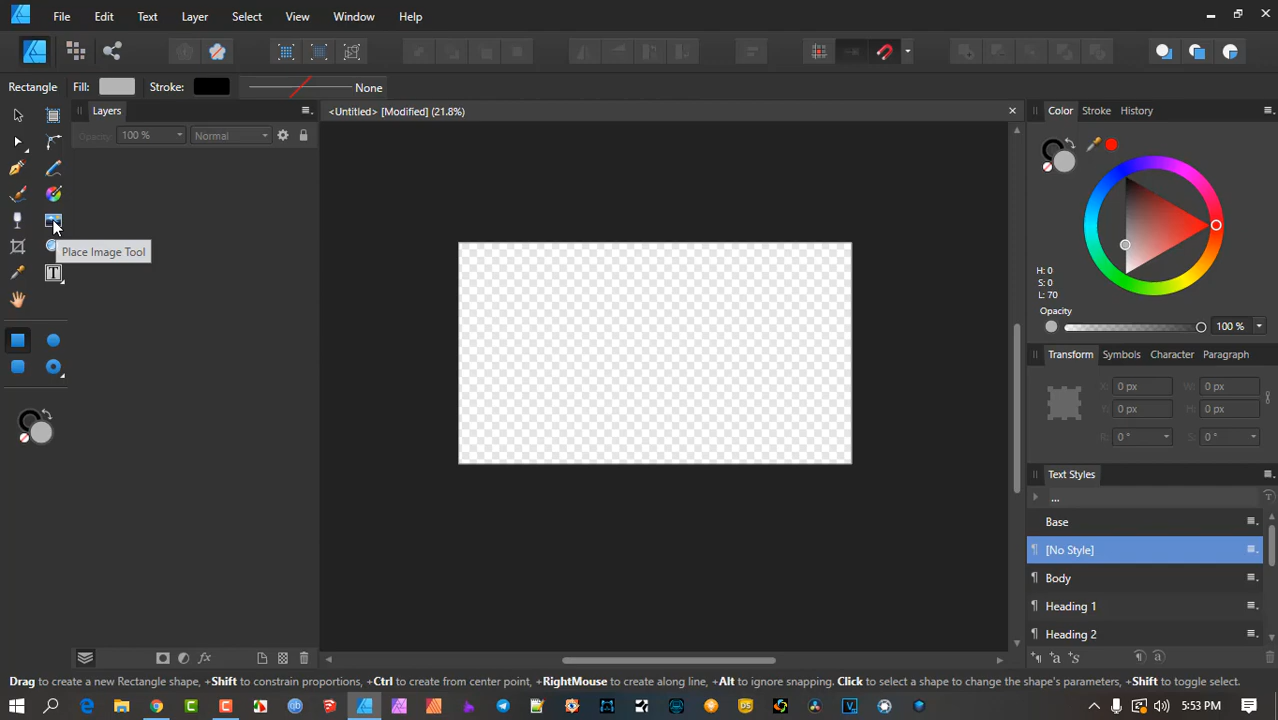 File Edit Text Layer Select View Window Help
Rectangle Fill: Stroke: None
Layers
<Untitled> [Modified] (21.8%)
Color Stroke History
Opacity: 100 % Normal
Place Image Tool
H: 0
S: 0
L: 70
Opacity
100 %
Transform Symbols Character Paragraph
X: 0 px W: 0 px
Y: 0 px H: 0 px
R: 0 ° S: 0 °
Text Styles
...
Base
[No Style]
Body
Heading 1
Heading 2
Drag to create a new Rectangle shape, +Shift to constrain proportions, +Ctrl to create from center point, +RightMouse to create along line, +Alt to ignore snapping. Click to select a shape to change the shape's parameters, +Shift to toggle select.
5:53 PM